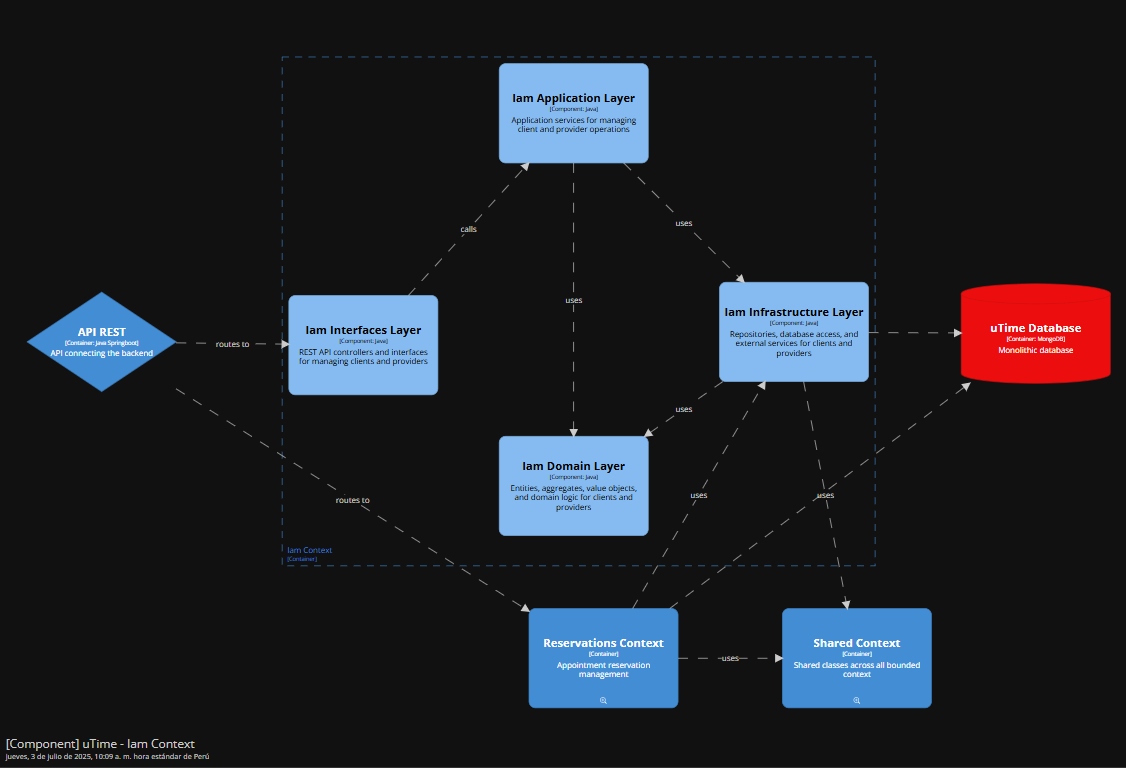 Iam Application Layer
[Component: Java]
Application services for managing
client and provider operations
uses
calls
uses
API REST
[Container: Java Springboot]
API connecting the backend
routes to
Iam Interfaces Layer
[Component: Java]
REST API controllers and interfaces
for managing clients and providers
Iam Infrastructure Layer
[Component: Java]
Repositories, database access, and
external services for clients and
providers
uTime Database
[Container: MongoDB]
Monolithic database
uses
Iam Domain Layer
[Component: Java]
Entities, aggregates, value objects,
and domain logic for clients and
providers
routes to
uses
uses
Iam Context
[Container]
Reservations Context
[Container]
Appointment reservation
management
uses
Shared Context
[Container]
Shared classes across all bounded
context
[Component] uTime - Iam Context
jueves, 3 de julio de 2025, 10:09 a. m. hora estándar de Perú